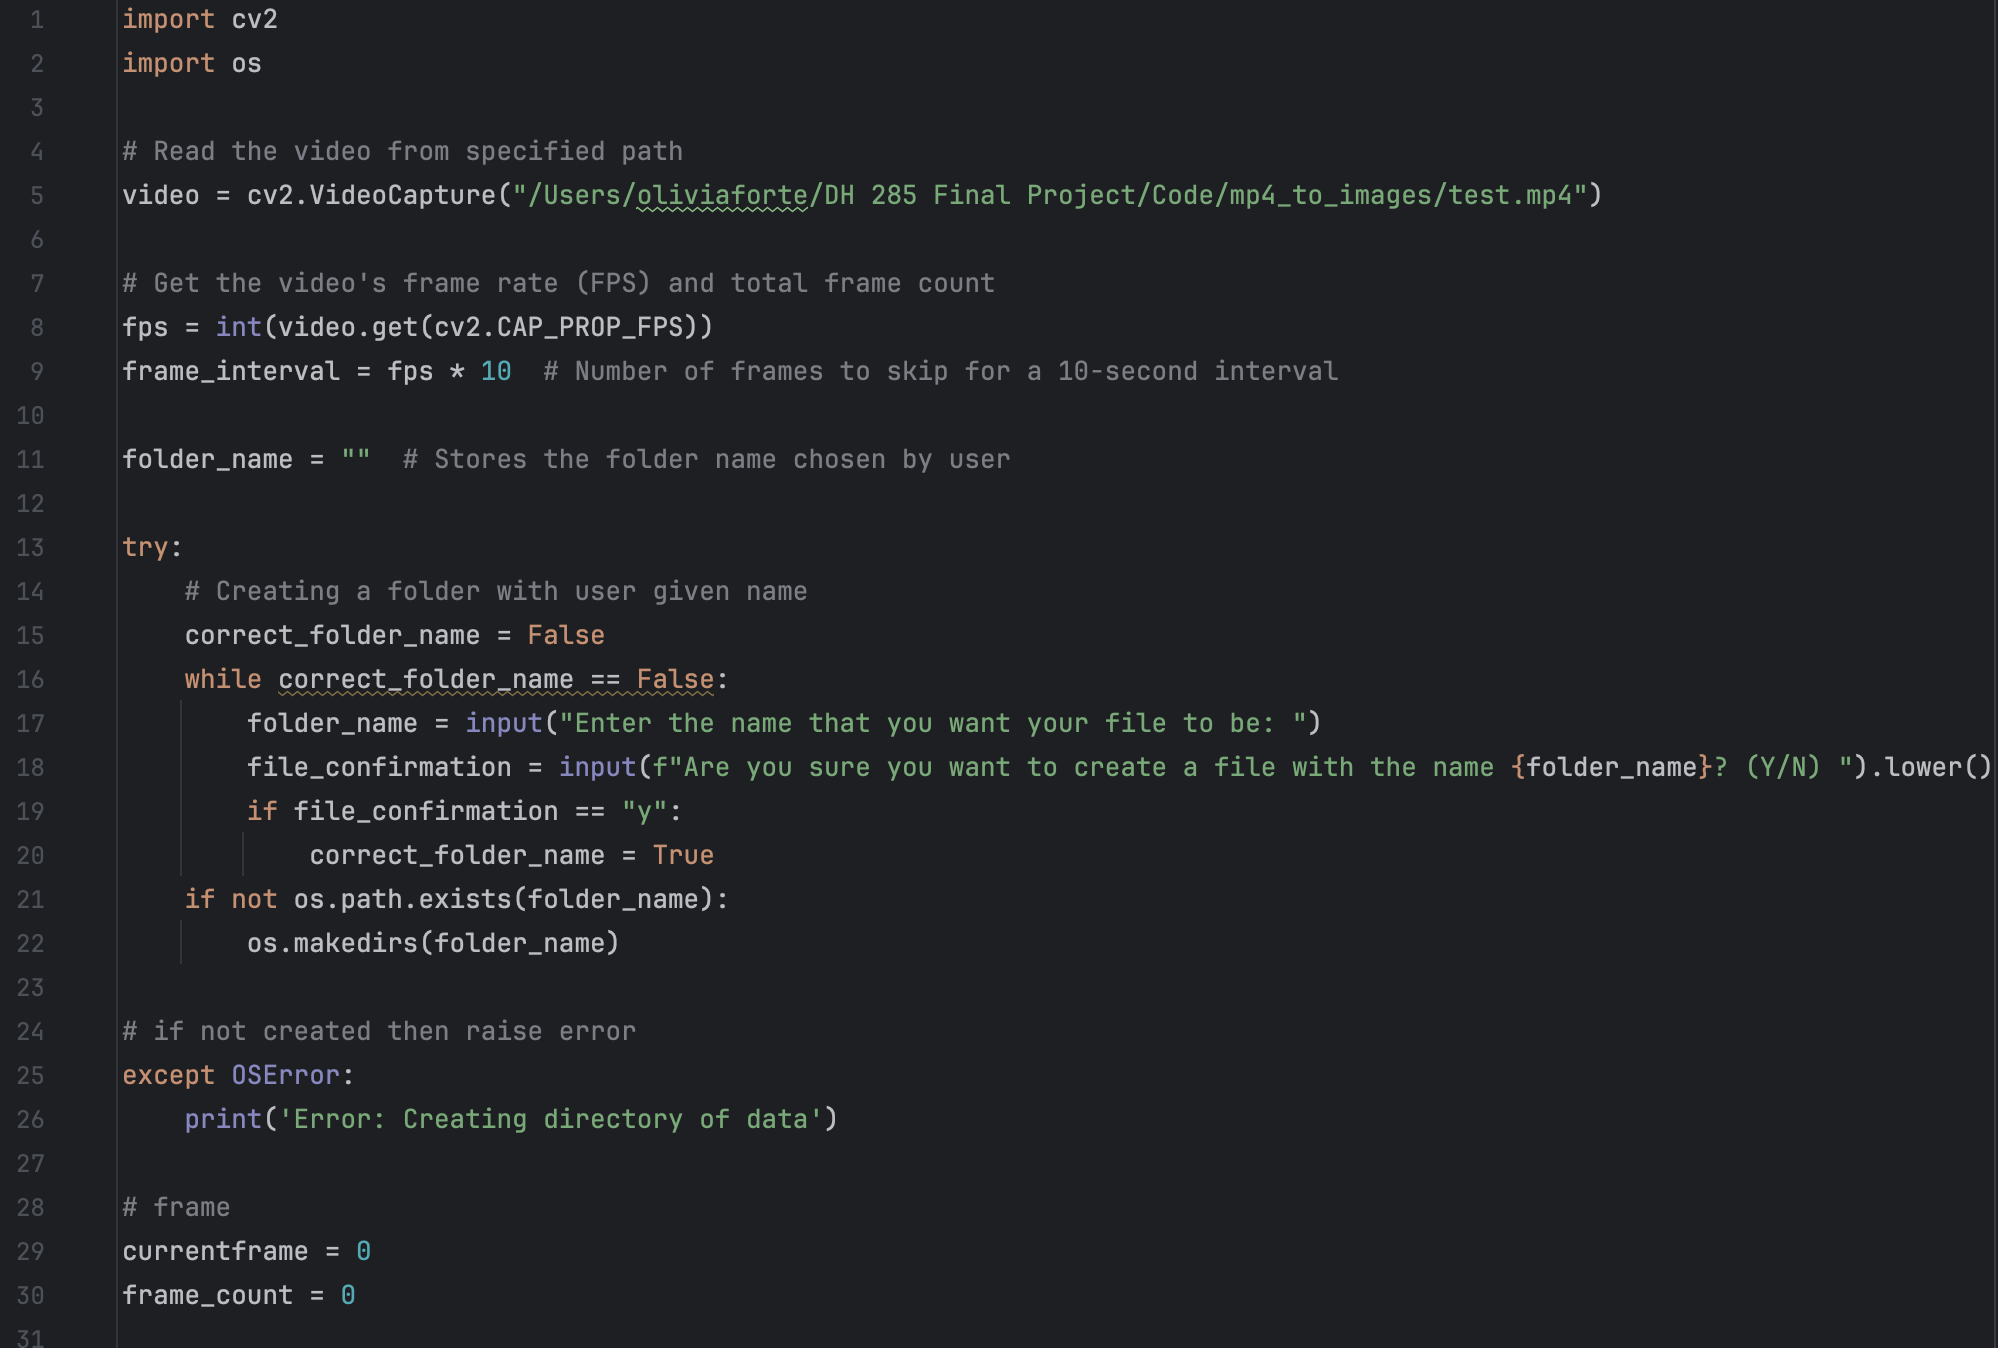 1 import cv2
2 import os
3
4 # Read the video from specified path
5 video = cv2.VideoCapture("/Users/oliviaforte/DH 285 Final Project/Code/mp4_to_images/test.mp4")
6
7 # Get the video's frame rate (FPS) and total frame count
8 fps = int(video.get(cv2.CAP_PROP_FPS))
9 frame_interval = fps * 10  # Number of frames to skip for a 10-second interval
10
11 folder_name = ""  # Stores the folder name chosen by user
12
13 try:
14     # Creating a folder with user given name
15     correct_folder_name = False
16     while correct_folder_name == False:
17         folder_name = input("Enter the name that you want your file to be: ")
18         file_confirmation = input(f"Are you sure you want to create a file with the name {folder_name}? (Y/N) ").lower()
19         if file_confirmation == "y":
20             correct_folder_name = True
21     if not os.path.exists(folder_name):
22         os.makedirs(folder_name)
23
24 # if not created then raise error
25 except OSError:
26     print('Error: Creating directory of data')
27
28 # frame
29 currentframe = 0
30 frame_count = 0
31